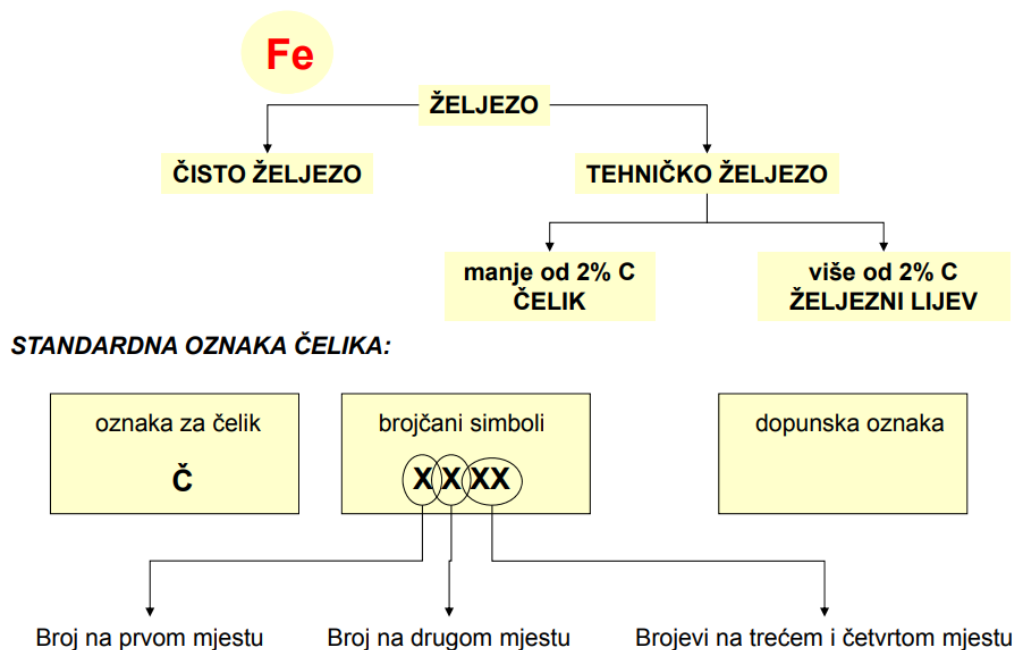 Fe
ŽELJEZO
ČISTO ŽELJEZO
TEHNIČKO ŽELJEZO
manje od 2% C
ČELIK
više od 2% C
ŽELJEZNI LIJEV
STANDARDNA OZNAKA ČELIKA:
oznaka za čelik
Č
brojčani simboli
X X XX
dopunska oznaka
Broj na prvom mjestu
Broj na drugom mjestu
Brojevi na trećem i četvrtom mjestu